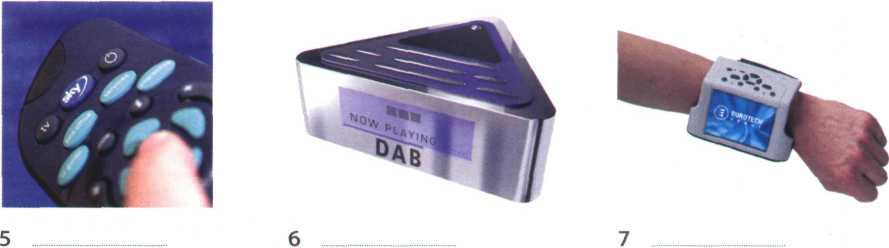 sky
TV
NOW PLAYING
DAB
EUROTECH
5
6
7